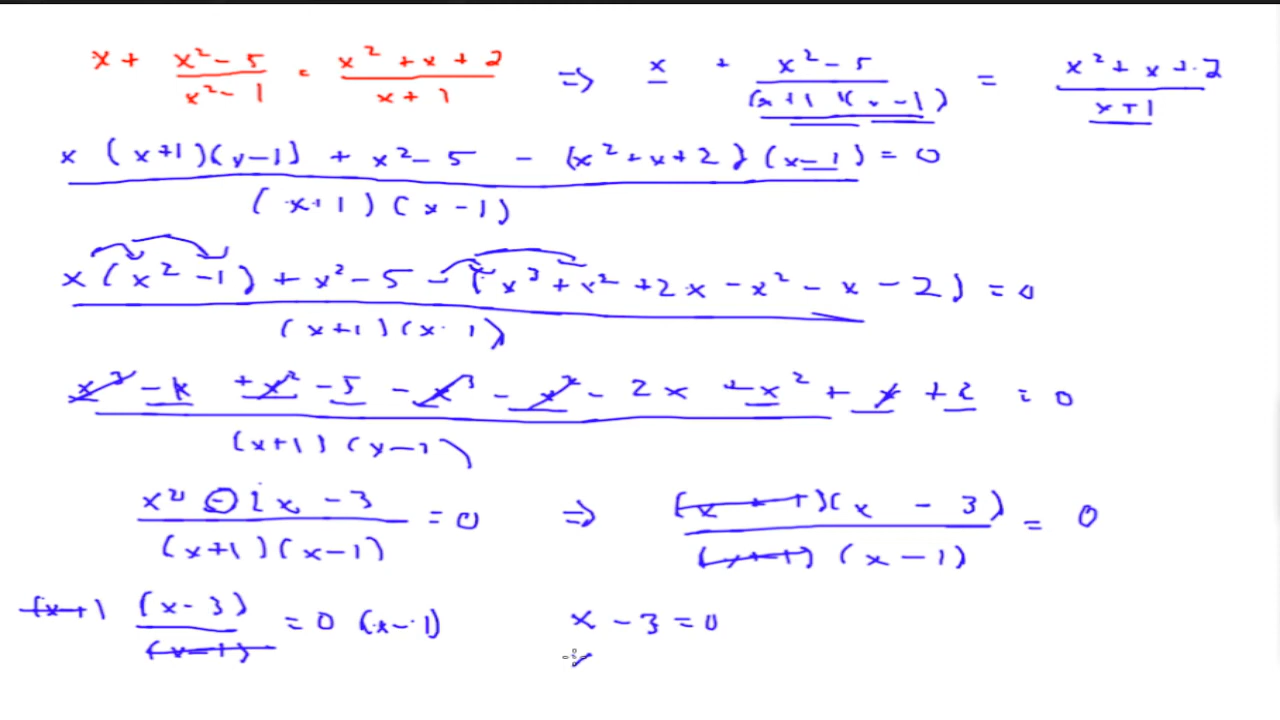 x + (x² - 5)/(x² - 1) = (x² + x + 2)/(x + 1) ⇒ x + (x² - 5)/((x+1)(x-1)) = (x² + x + 2)/(x+1)
(x(x+1)(x-1) + x² - 5 - (x² + x + 2)(x-1))/((x+1)(x-1)) = 0
(x(x² - 1) + x² - 5 - (x³ + x² + 2x - x² - x - 2))/((x+1)(x-1)) = 0
(x³ - x + x² - 5 - x³ - x² - 2x + x² + x + 2)/((x+1)(x-1)) = 0
(x² - 2x - 3)/((x+1)(x-1)) = 0 ⇒ ((x+1)(x - 3))/((x+1)(x-1)) = 0
(x-1) (x-3)/(x-1) = 0 (x-1) x - 3 = 0